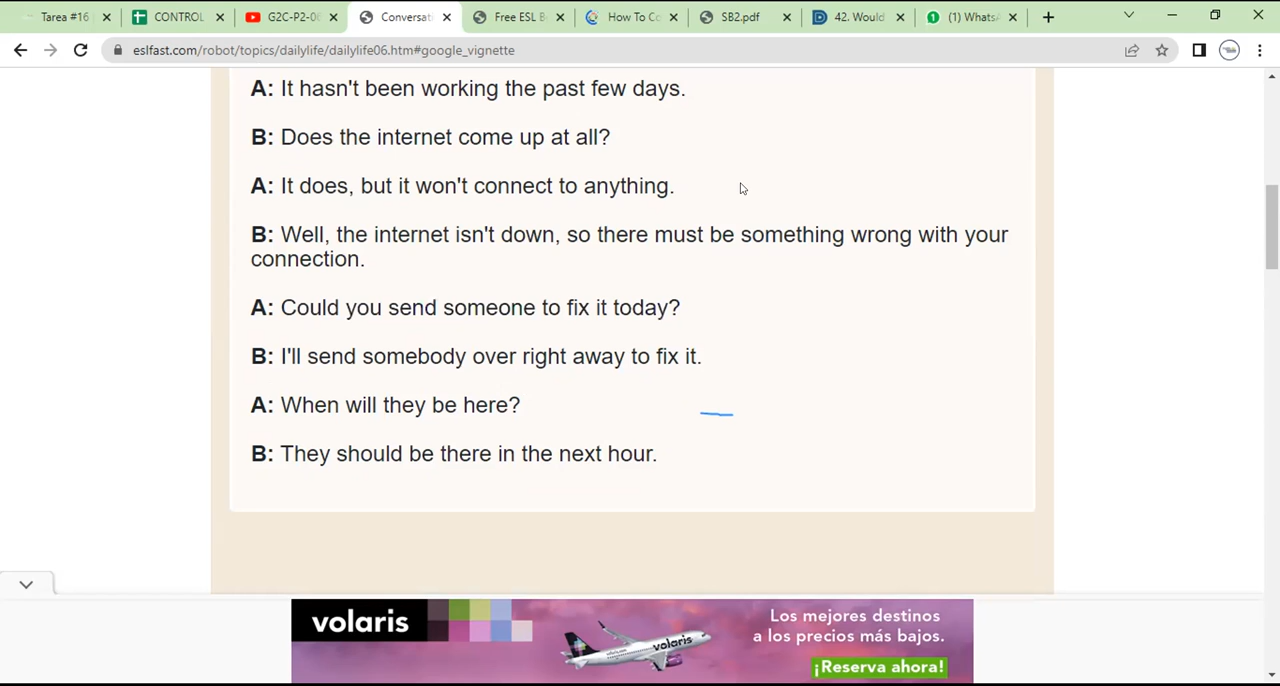 Tarea #16
CONTROL
G2C-P2-0
Conversat
Free ESL B
How To Co
SB2.pdf
42. Would
(1) Whats
eslfast.com/robot/topics/dailylife/dailylife06.htm#google_vignette
A: It hasn't been working the past few days.
B: Does the internet come up at all?
A: It does, but it won't connect to anything.
B: Well, the internet isn't down, so there must be something wrong with your
connection.
A: Could you send someone to fix it today?
B: I'll send somebody over right away to fix it.
A: When will they be here?
B: They should be there in the next hour.
volaris
volaris
Los mejores destinos
a los precios más bajos.
¡Reserva ahora!